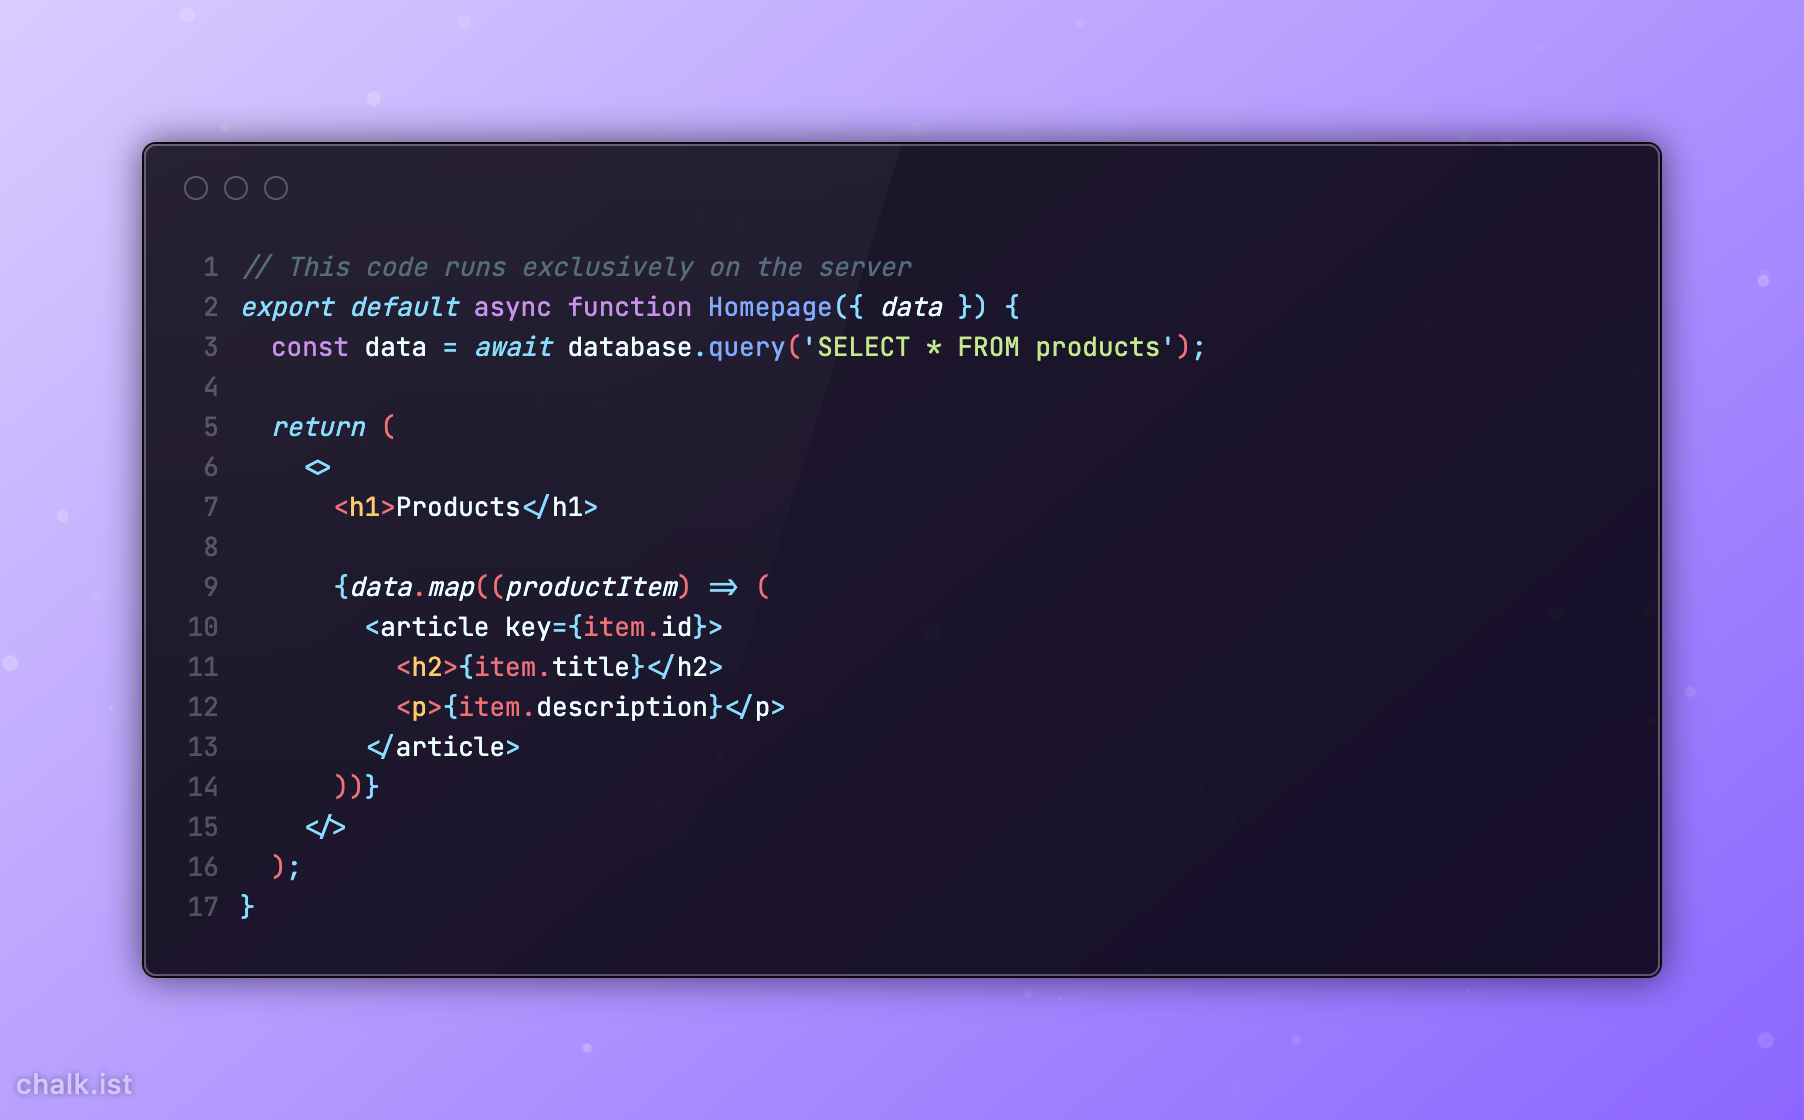 1 // This code runs exclusively on the server
2 export default async function Homepage({ data }) {
3   const data = await database.query('SELECT * FROM products');
4
5   return (
6     <>
7       <h1>Products</h1>
8
9       {data.map((productItem) => (
10         <article key={item.id}>
11           <h2>{item.title}</h2>
12           <p>{item.description}</p>
13         </article>
14       ))}
15     </>
16   );
17 }
chalk.ist